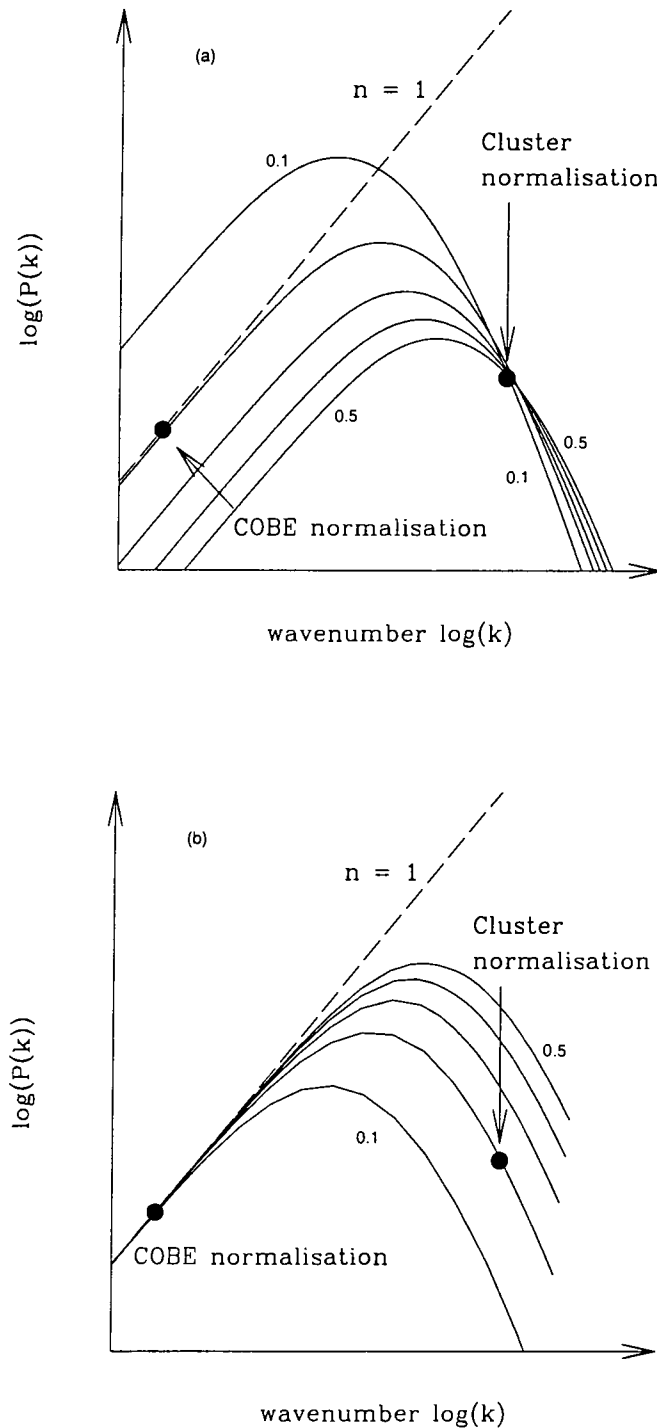 (a)
n = 1
0.1
Cluster
normalisation
log(P(k))
0.5
0.5
0.1
COBE normalisation
wavenumber log(k)
(b)
n = 1
Cluster
normalisation
log(P(k))
0.5
0.1
COBE normalisation
wavenumber log(k)